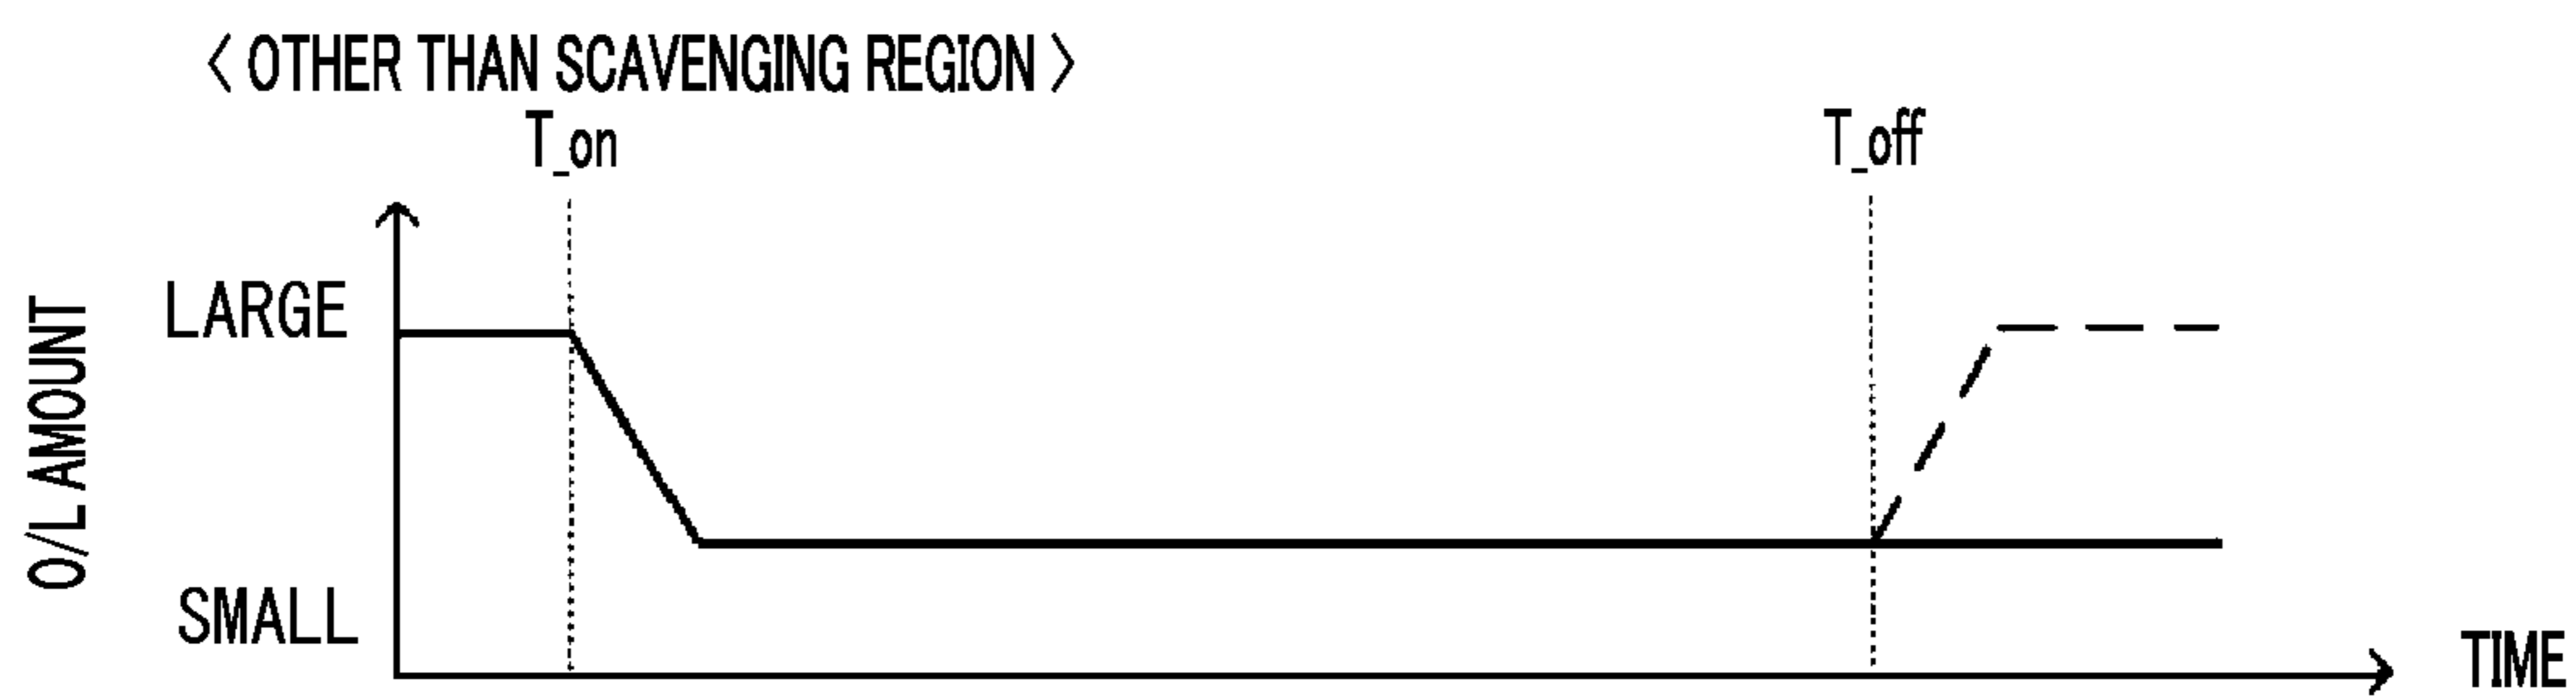 < OTHER THAN SCAVENGING REGION >
T_on
T_off
O/L AMOUNT
LARGE
SMALL
TIME